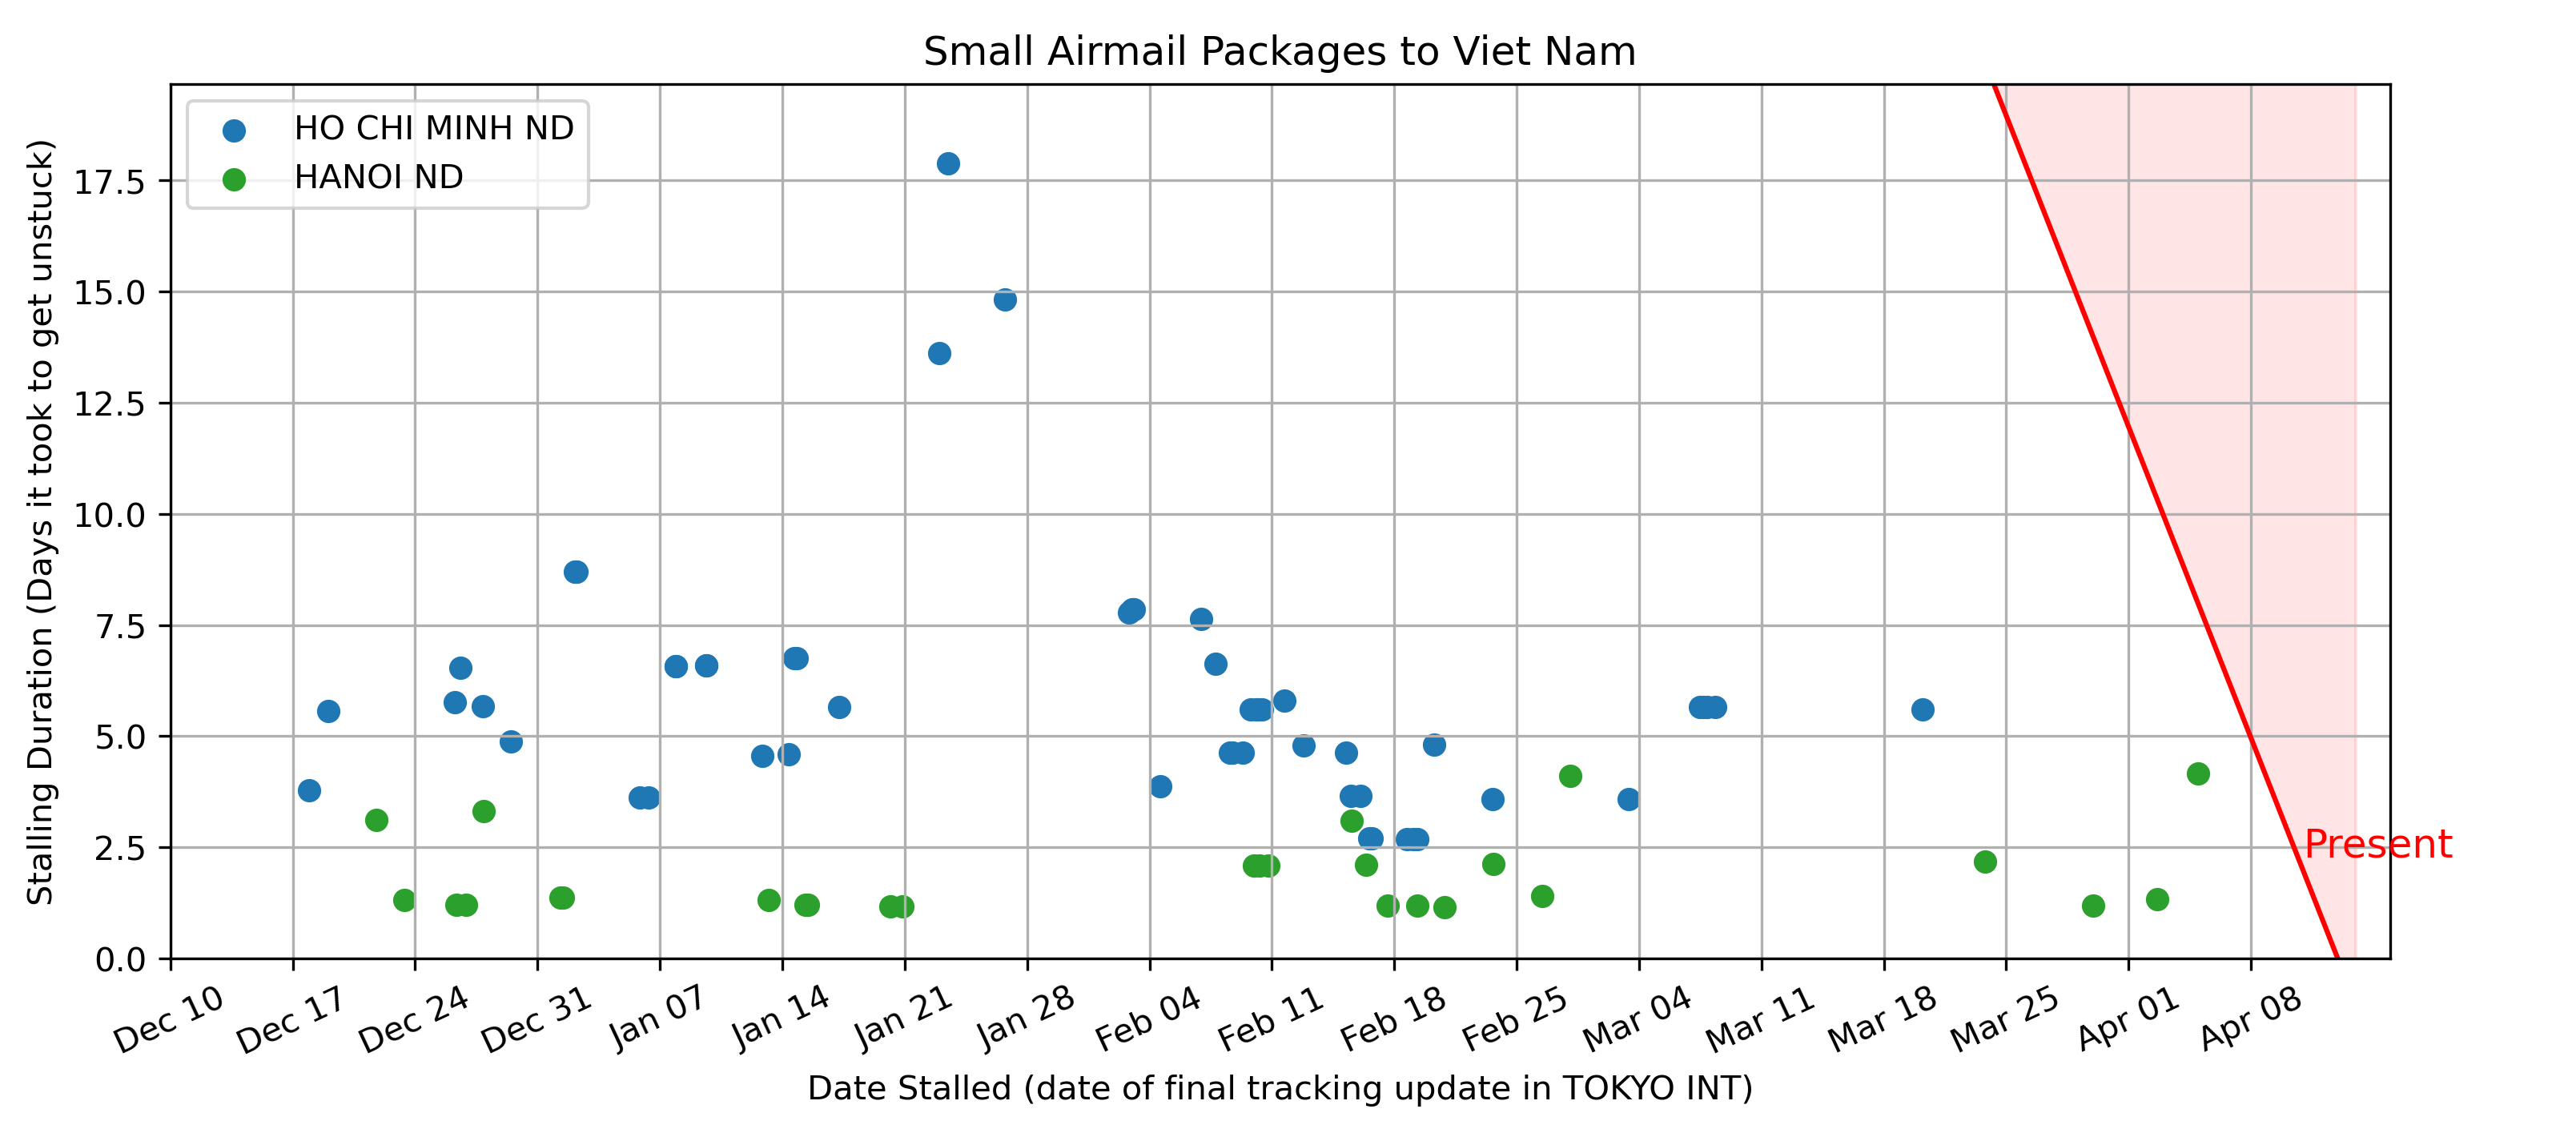 Small Airmail Packages to Viet Nam
HO CHI MINH ND
HANOI ND
Stalling Duration (Days it took to get unstuck)
17.5
15.0
12.5
10.0
7.5
5.0
2.5
0.0
Present
Dec 10
Dec 17
Dec 24
Dec 31
Jan 07
Jan 14
Jan 21
Jan 28
Feb 04
Feb 11
Feb 18
Feb 25
Mar 04
Mar 11
Mar 18
Mar 25
Apr 01
Apr 08
Date Stalled (date of final tracking update in TOKYO INT)